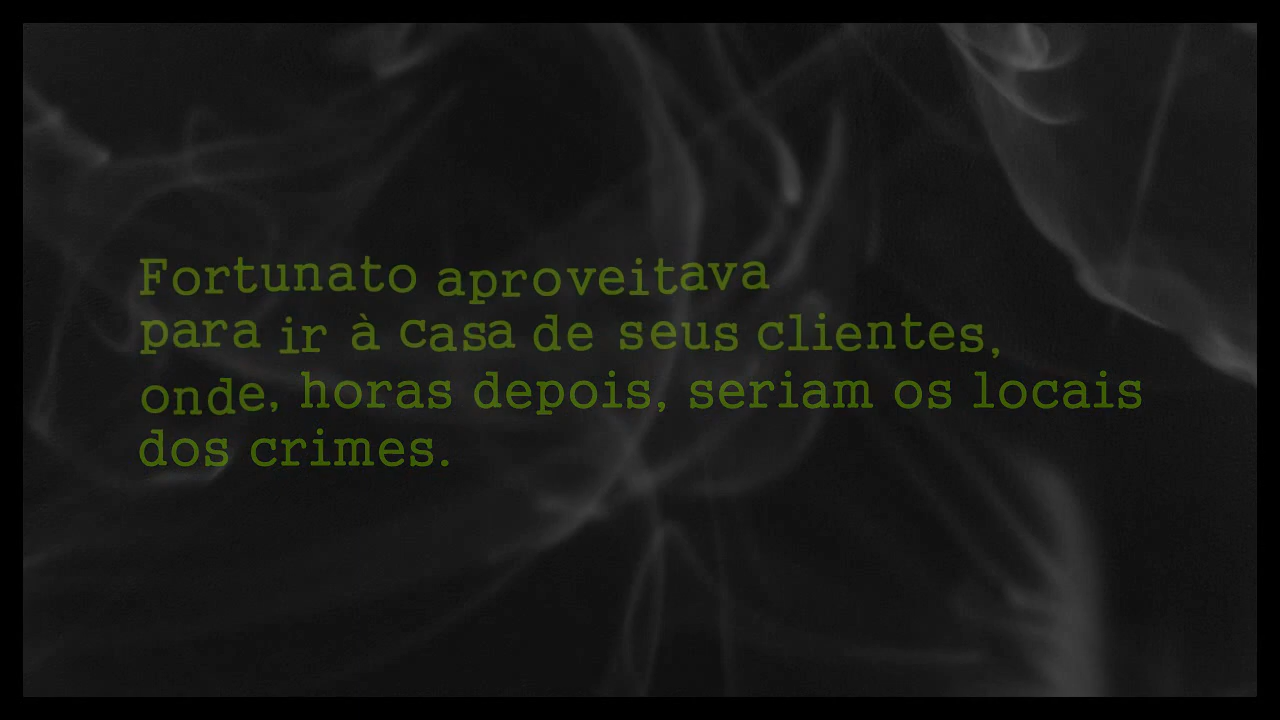 Fortunato aproveitava
para ir à casa de seus clientes,
onde, horas depois, seriam os locais
dos crimes.